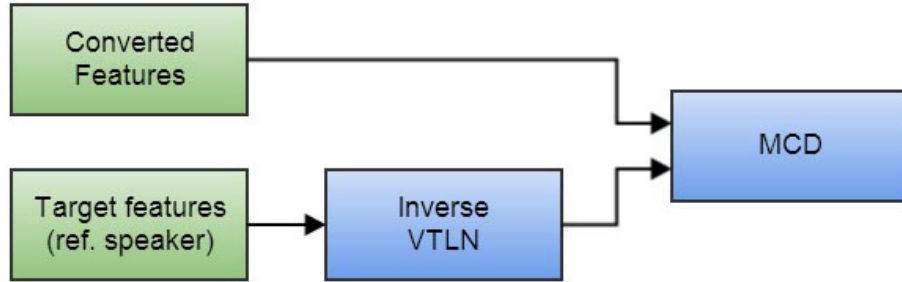 Converted
Features
MCD
Target features
(ref. speaker)
Inverse
VTLN